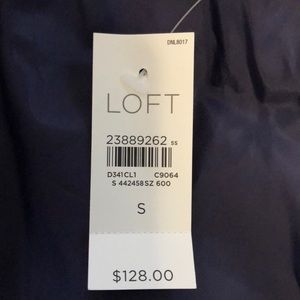 DNL8017
LOFT
23889262 SS
D341CL1 C9064
S 442458SZ 600
S
$128.00